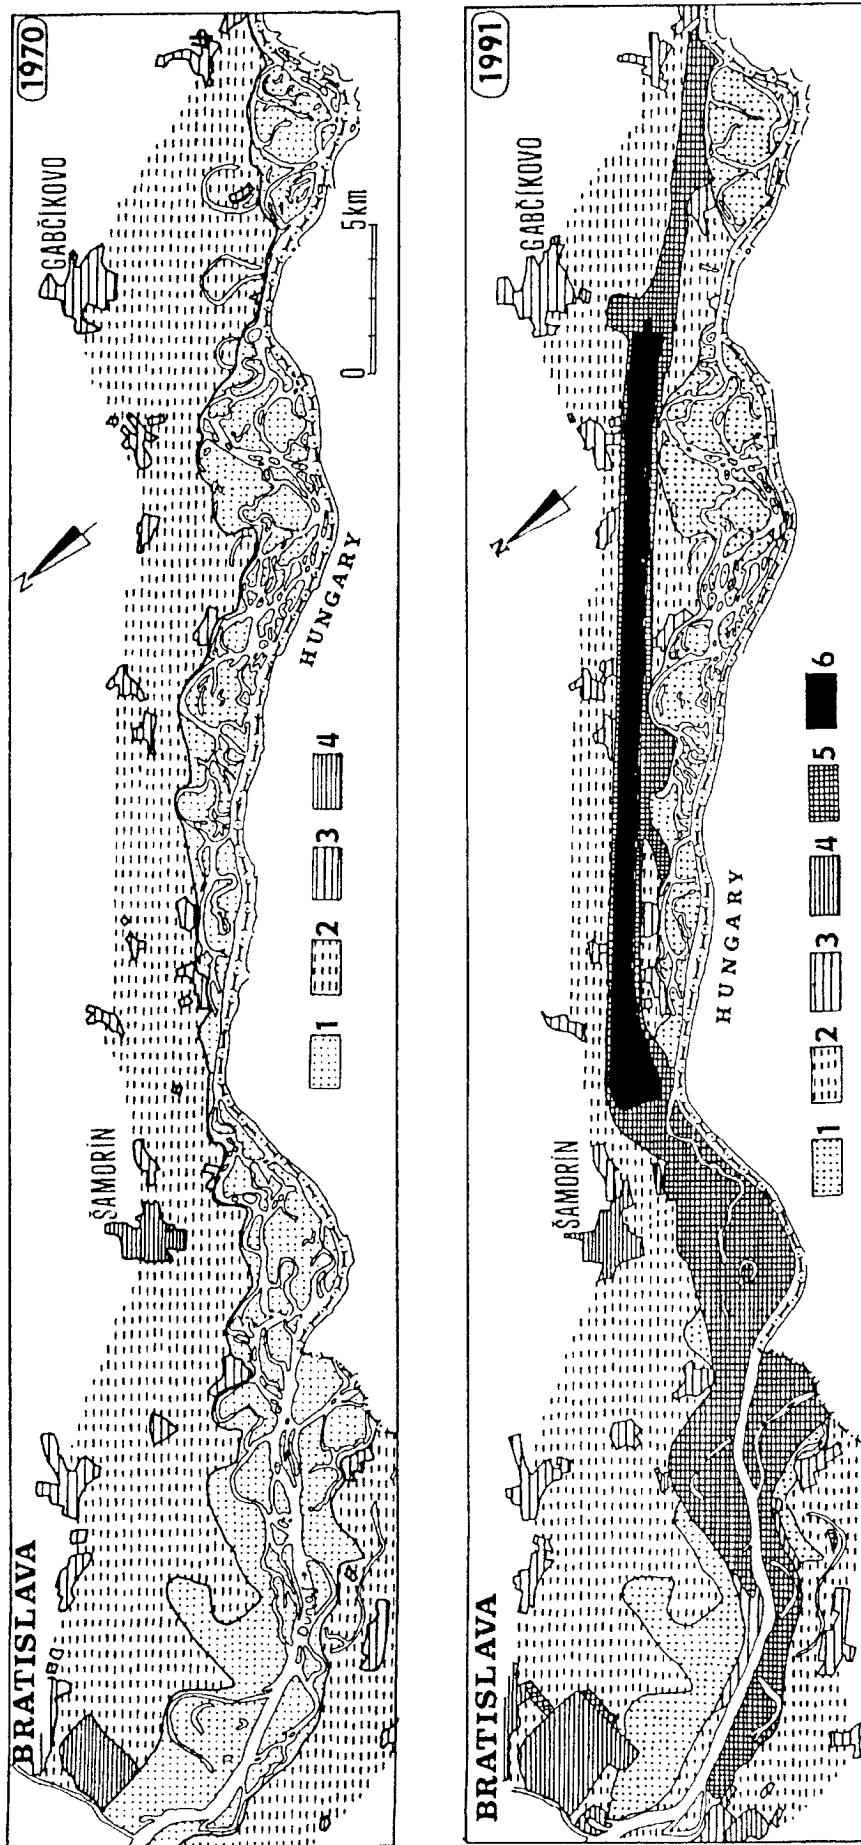 1970
BRATISLAVA
ŠAMORÍN
GABČÍKOVO
N
HUNGARY
0 5km
1 2 3 4
1991
BRATISLAVA
ŠAMORÍN
GABČÍKOVO
N
HUNGARY
1 2 3 4 5 6